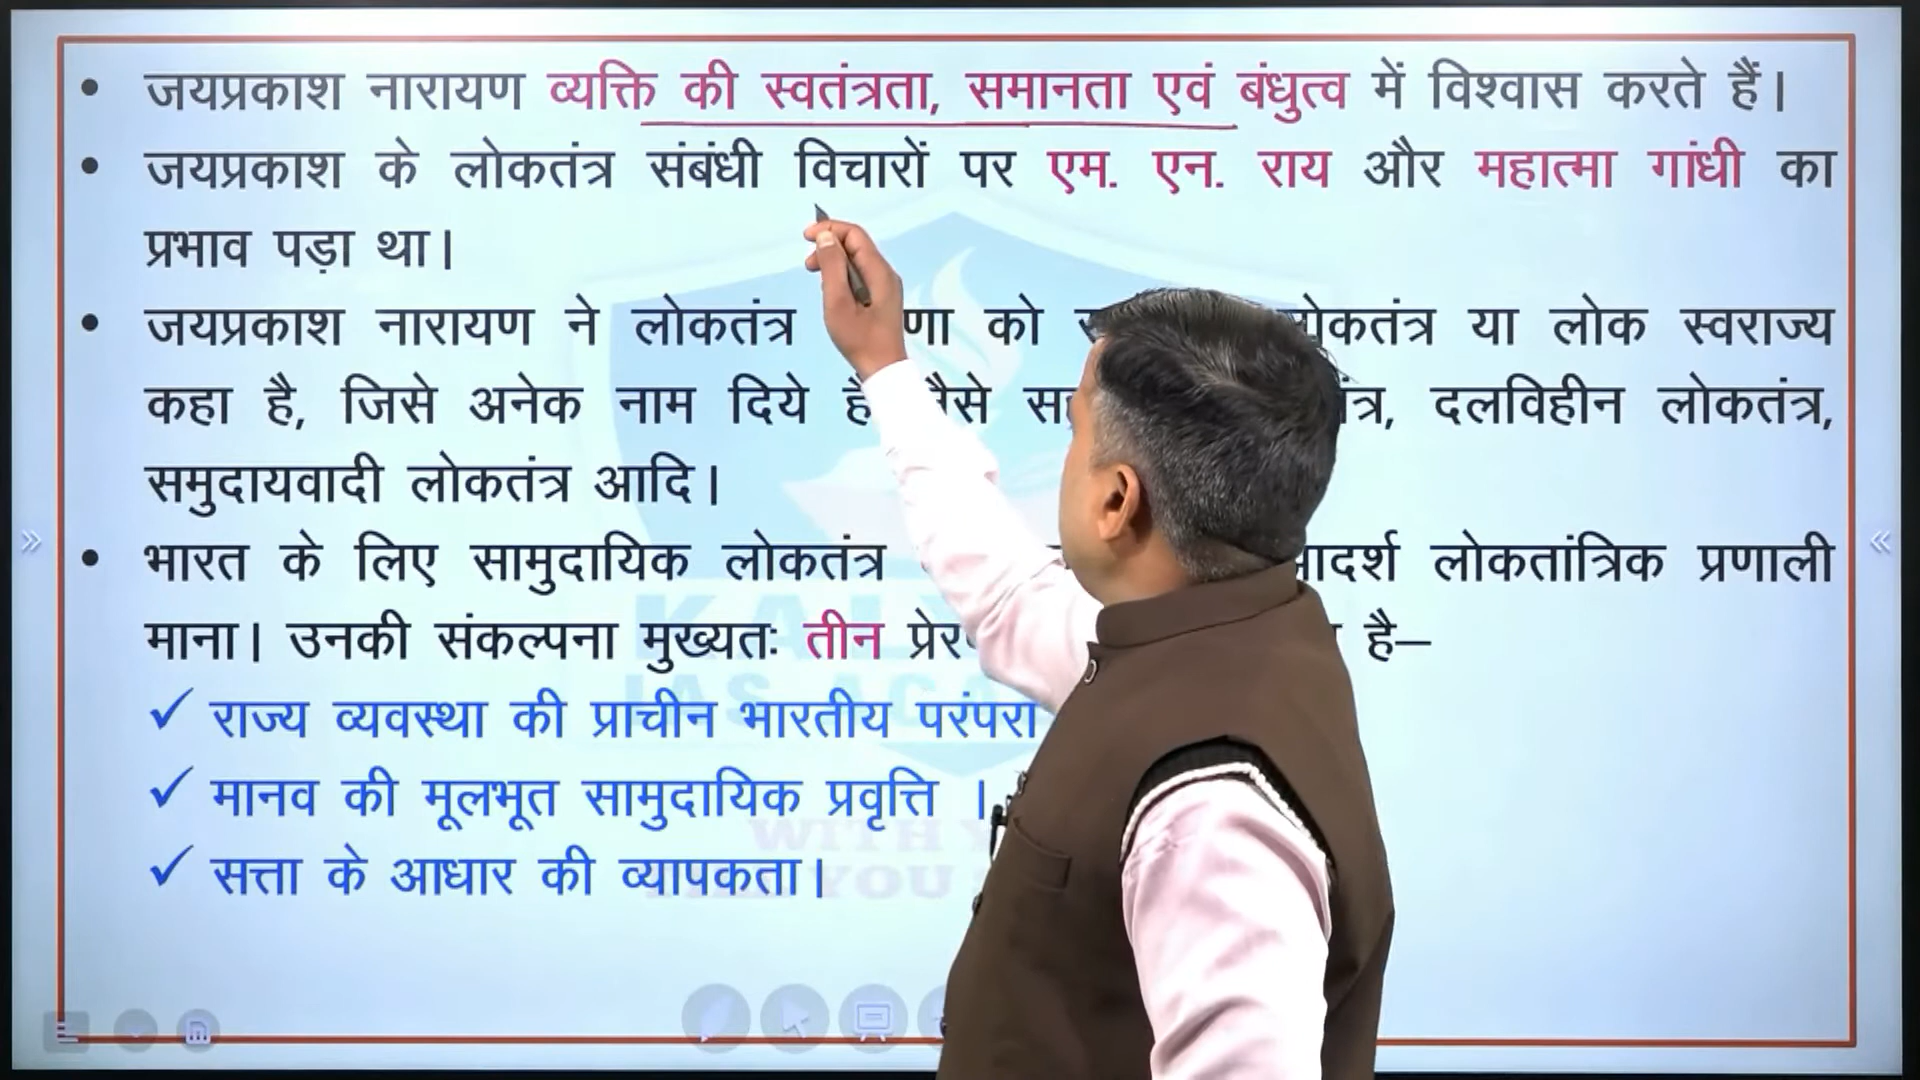 • जयप्रकाश नारायण व्यक्ति की स्वतंत्रता, समानता एवं बंधुत्व में विश्वास करते हैं।
• जयप्रकाश के लोकतंत्र संबंधी विचारों पर एम. एन. राय और महात्मा गांधी का
प्रभाव पड़ा था।
• जयप्रकाश नारायण ने लोकतंत्र को या लोक स्वराज्य
कहा है, जिसे अनेक नाम दिये दलविहीन लोकतंत्र,
समुदायवादी लोकतंत्र आदि।
• भारत के लिए सामुदायिक लोकतंत्र लोकतांत्रिक प्रणाली
माना। उनकी संकल्पना मुख्यतः तीन है–
✓ राज्य व्यवस्था की प्राचीन भारतीय परंपरा
✓ मानव की मूलभूत सामुदायिक प्रवृत्ति ।
✓ सत्ता के आधार की व्यापकता।